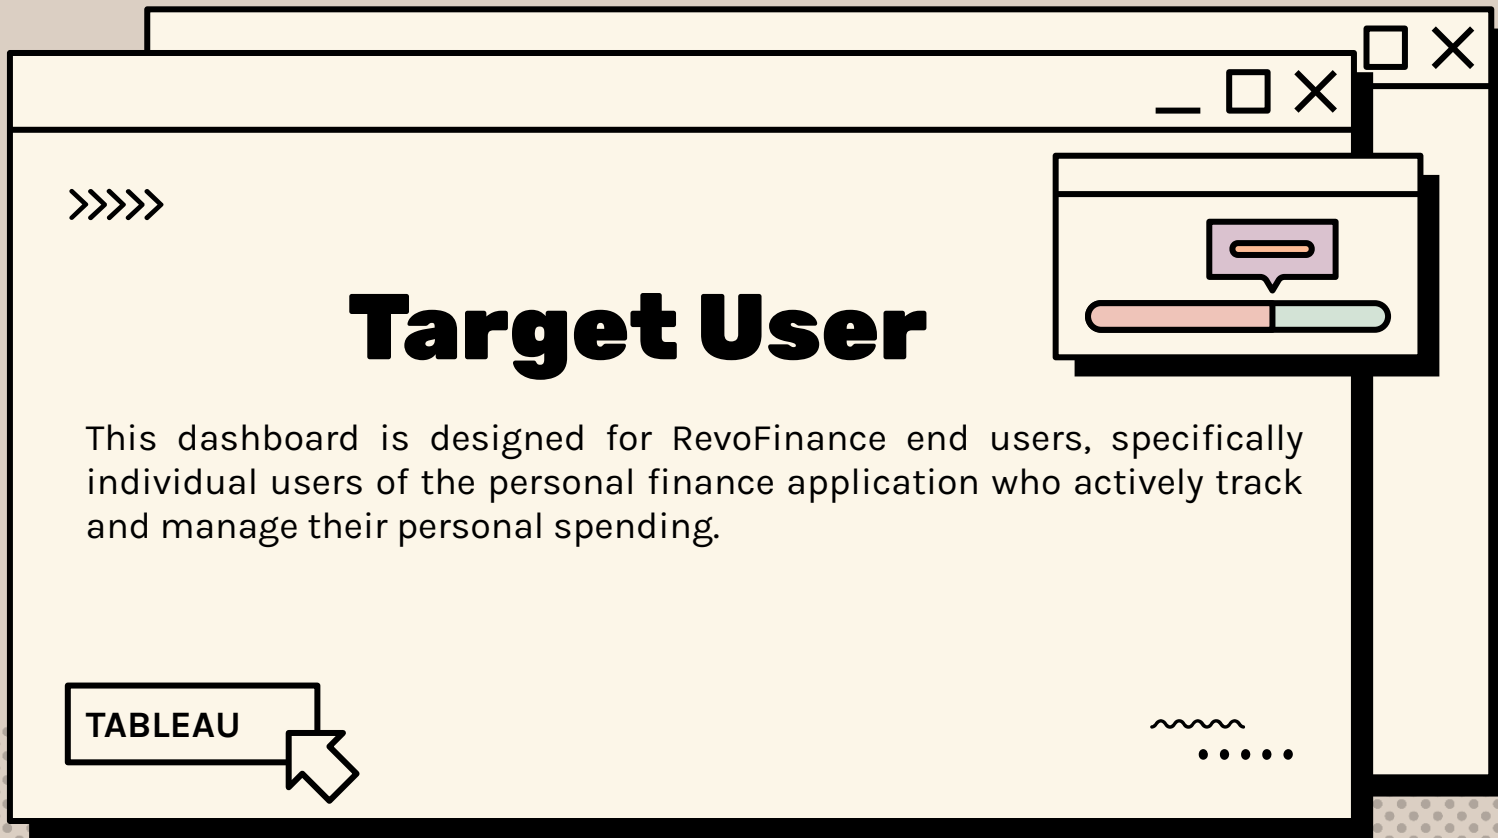 Target User
This dashboard is designed for RevoFinance end users, specifically
individual users of the personal finance application who actively track
and manage their personal spending.
TABLEAU